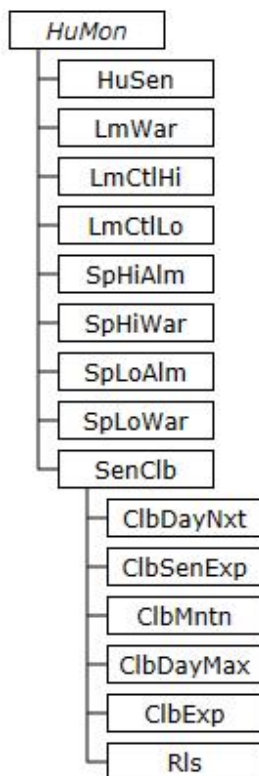 HuMon
HuSen
LmWar
LmCtlHi
LmCtlLo
SpHiAlm
SpHiWar
SpLoAlm
SpLoWar
SenClb
ClbDayNxt
ClbSenExp
ClbMntn
ClbDayMax
ClbExp
Rls